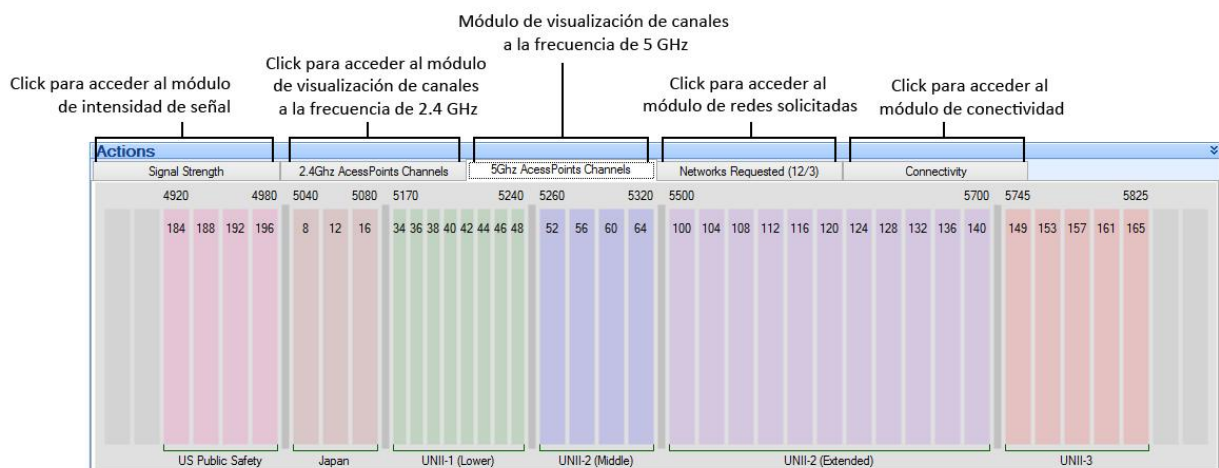 Módulo de visualización de canales
a la frecuencia de 5 GHz
Click para acceder al módulo
de intensidad de señal
Click para acceder al módulo
de visualización de canales
a la frecuencia de 2.4 GHz
Click para acceder al
módulo de redes solicitadas
Click para acceder al
módulo de conectividad
Actions
Signal Strength 2.4Ghz AcessPoints Channels 5Ghz AcessPoints Channels Networks Requested (12/3) Connectivity
4920 4980 5040 5080 5170 5240 5260 5320 5500 5700 5745 5825
184 188 192 196 8 12 16 34 36 38 40 42 44 46 48 52 56 60 64 100 104 108 112 116 120 124 128 132 136 140 149 153 157 161 165
US Public Safety Japan UNII-1 (Lower) UNII-2 (Middle) UNII-2 (Extended) UNII-3